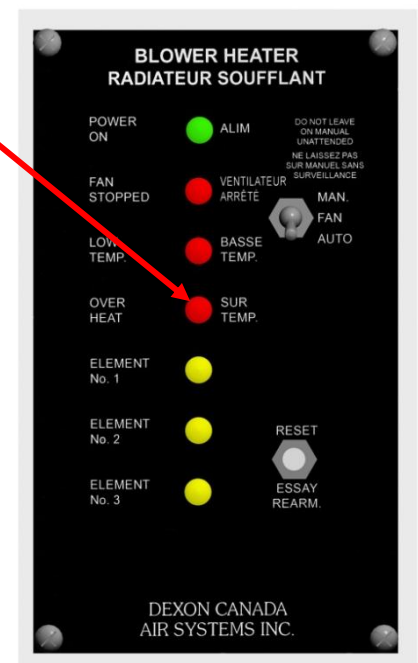 BLOWER HEATER
RADIATEUR SOUFFLANT
POWER
ON
ALIM
DO NOT LEAVE
ON MANUAL
UNATTENDED
NE LAISSEZ PAS
SUR MANUEL SANS
SURVEILLANCE
FAN
STOPPED
VENTILATEUR
ARRÊTÉ
MAN.
FAN
AUTO
LOW
TEMP.
BASSE
TEMP.
OVER
HEAT
SUR
TEMP.
ELEMENT
No. 1
ELEMENT
No. 2
RESET
ELEMENT
No. 3
ESSAY
REARM.
DEXON CANADA
AIR SYSTEMS INC.